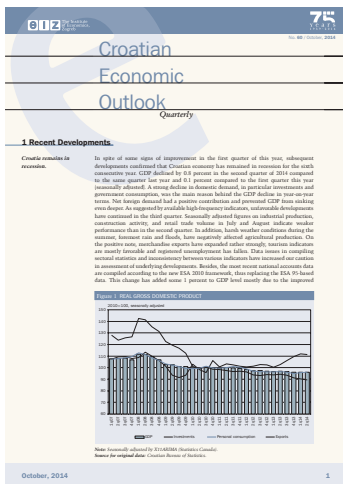 EIZ The Institute of Economics, Zagreb
75 YEARS
No. 60 / October, 2014
Croatian
Economic
Outlook
Quarterly
1 Recent Developments
Croatia remains in
recession.
In spite of some signs of improvement in the first quarter of this year, subsequent
developments confirmed that Croatian economy has remained in recession for the sixth
consecutive year. GDP declined by 0.8 percent in the second quarter of 2014 compared
to the same quarter last year and 0.1 percent compared to the first quarter this year
(seasonally adjusted). A strong decline in domestic demand, in particular investments and
government consumption, was the main reason behind the GDP decline in year-on-year
terms. Net foreign demand had a positive contribution and prevented GDP from sinking
even deeper. As suggested by available high-frequency indicators, unfavorable developments
have continued in the third quarter. Seasonally adjusted figures on industrial production,
construction activity, and retail trade volume in July and August indicate weaker
performance than in the second quarter. In addition, harsh weather conditions during the
summer, foremost rain and floods, have negatively affected agricultural production. On
the positive note, merchandise exports have expanded rather strongly, tourism indicators
are mostly favorable and registered unemployment has fallen. Data issues in compiling
sectoral statistics and inconsistency between various indicators have increased our caution
in assessment of underlying developments. Besides, the most recent national accounts data
are compiled according to the new ESA 2010 framework, thus replacing the ESA 95-based
data. This change has added some 1 percent to GDP level mostly due to the improved
Figure 1 REAL GROSS DOMESTIC PRODUCT
2010=100, seasonally adjusted
150
140
130
120
110
100
90
80
70
60
GDP Investments Personal consumption Exports
Note: Seasonally adjusted by X12ARIMA (Statistics Canada).
Source for original data: Croatian Bureau of Statistics.
October, 2014
1